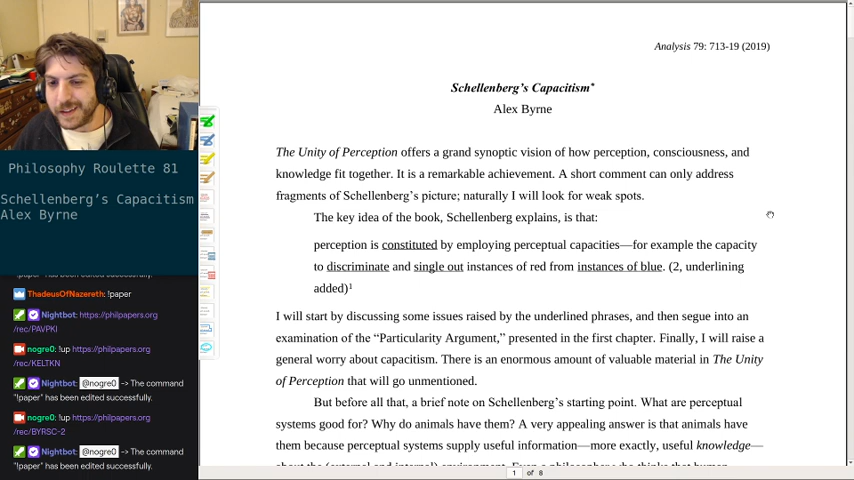 Analysis 79: 713-19 (2019)
Schellenberg's Capacitism*
Alex Byrne
The Unity of Perception offers a grand synoptic vision of how perception, consciousness, and
knowledge fit together. It is a remarkable achievement. A short comment can only address
fragments of Schellenberg's picture; naturally I will look for weak spots.
The key idea of the book, Schellenberg explains, is that:
perception is constituted by employing perceptual capacities—for example the capacity
to discriminate and single out instances of red from instances of blue. (2, underlining
added)1
I will start by discussing some issues raised by the underlined phrases, and then segue into an
examination of the “Particularity Argument,” presented in the first chapter. Finally, I will raise a
general worry about capacitism. There is an enormous amount of valuable material in The Unity
of Perception that will go unmentioned.
But before all that, a brief note on Schellenberg's starting point. What are perceptual
systems good for? Why do animals have them? A very appealing answer is that animals have
them because perceptual systems supply useful information—more exactly, useful knowledge—
1 of 8
Philosophy Roulette 81
Schellenberg's Capacitism
Alex Byrne
"!paper" has been edited successfully.
ThadeusOfNazereth: !paper
Nightbot: https://philpapers.org
/rec/PAVPKI
nogre0: !up https://philpapers.org
/rec/KELTKN
Nightbot: @nogre0 -> The command
"!paper" has been edited successfully.
nogre0: !up https://philpapers.org
/rec/BYRSC-2
Nightbot: @nogre0 -> The command
"!paper" has been edited successfully.